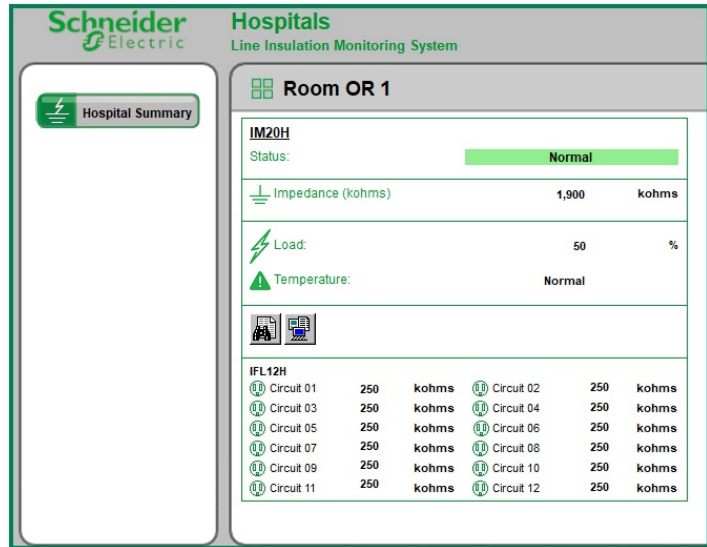 Schneider Electric
Hospitals
Line Insulation Monitoring System
Hospital Summary
Room OR 1
IM20H
Status: Normal
Impedance (kohms) 1,900 kohms
Load: 50 %
Temperature: Normal
IFL12H
Circuit 01 250 kohms Circuit 02 250 kohms
Circuit 03 250 kohms Circuit 04 250 kohms
Circuit 05 250 kohms Circuit 06 250 kohms
Circuit 07 250 kohms Circuit 08 250 kohms
Circuit 09 250 kohms Circuit 10 250 kohms
Circuit 11 250 kohms Circuit 12 250 kohms